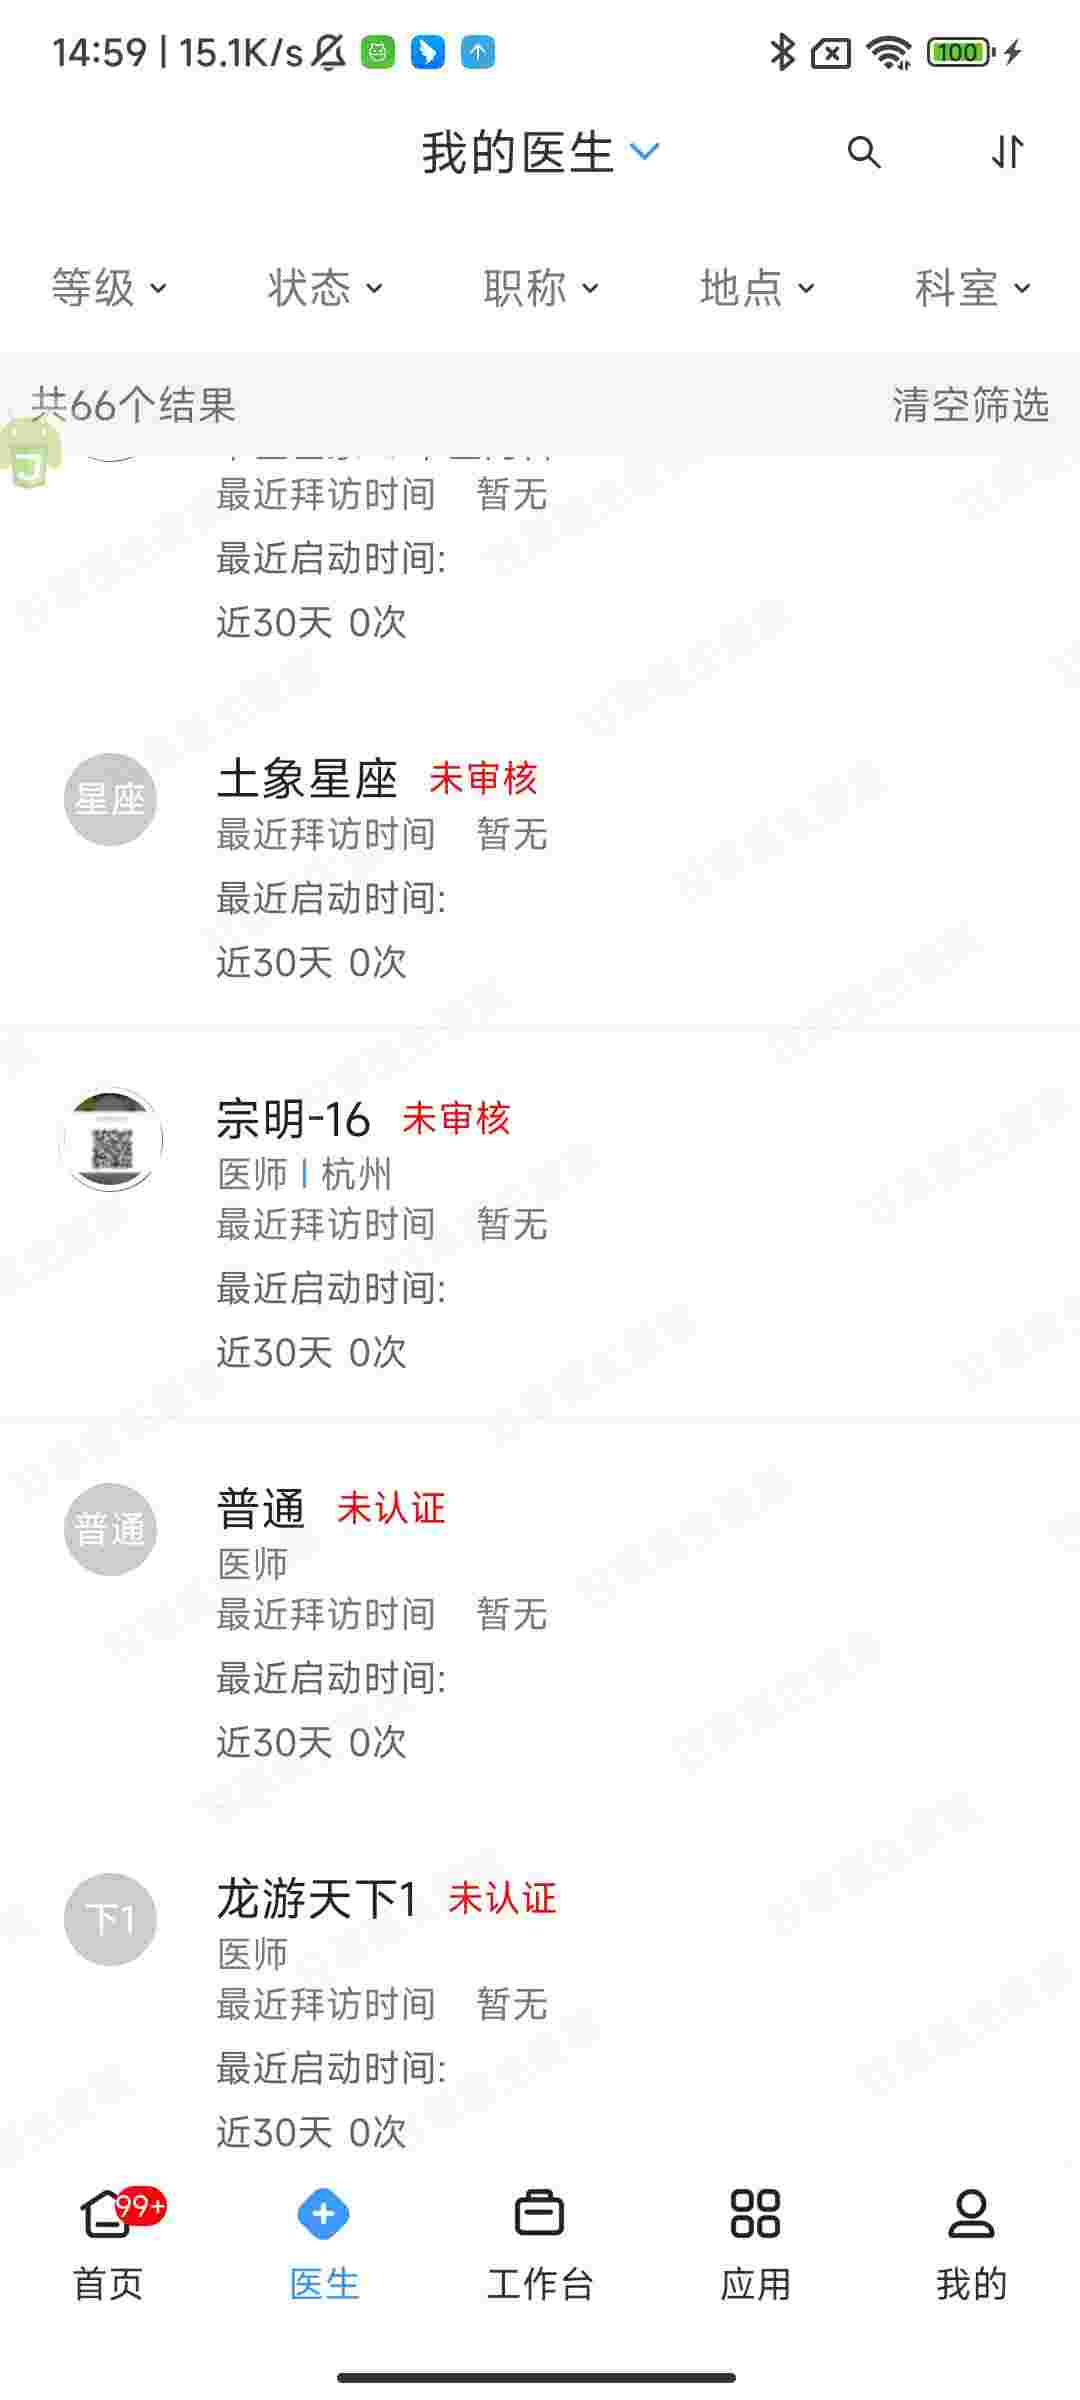 14:59 | 15.1K/s 100
我的医生
等级 状态 职称 地点 科室
共66个结果 清空筛选
最近拜访时间 暂无
最近启动时间:
近30天 0次
星座 土象星座 未审核
最近拜访时间 暂无
最近启动时间:
近30天 0次
宗明-16 未审核
医师 | 杭州
最近拜访时间 暂无
最近启动时间:
近30天 0次
普通 普通 未认证
医师
最近拜访时间 暂无
最近启动时间:
近30天 0次
下1 龙游天下1 未认证
医师
最近拜访时间 暂无
最近启动时间:
近30天 0次
99+
首页 医生 工作台 应用 我的